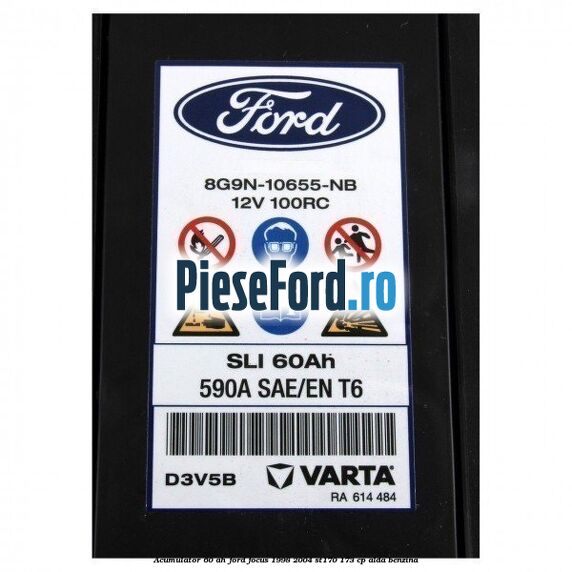 Ford
8G9N-10655-NB
12V 100RC
PieseFord.ro
SLI 60Ah
590A SAE/EN T6
D3V5B VARTA
RA 614 484
Acumulator 60 ah ford focus 1998 2004 st170 173 cp alda benzina